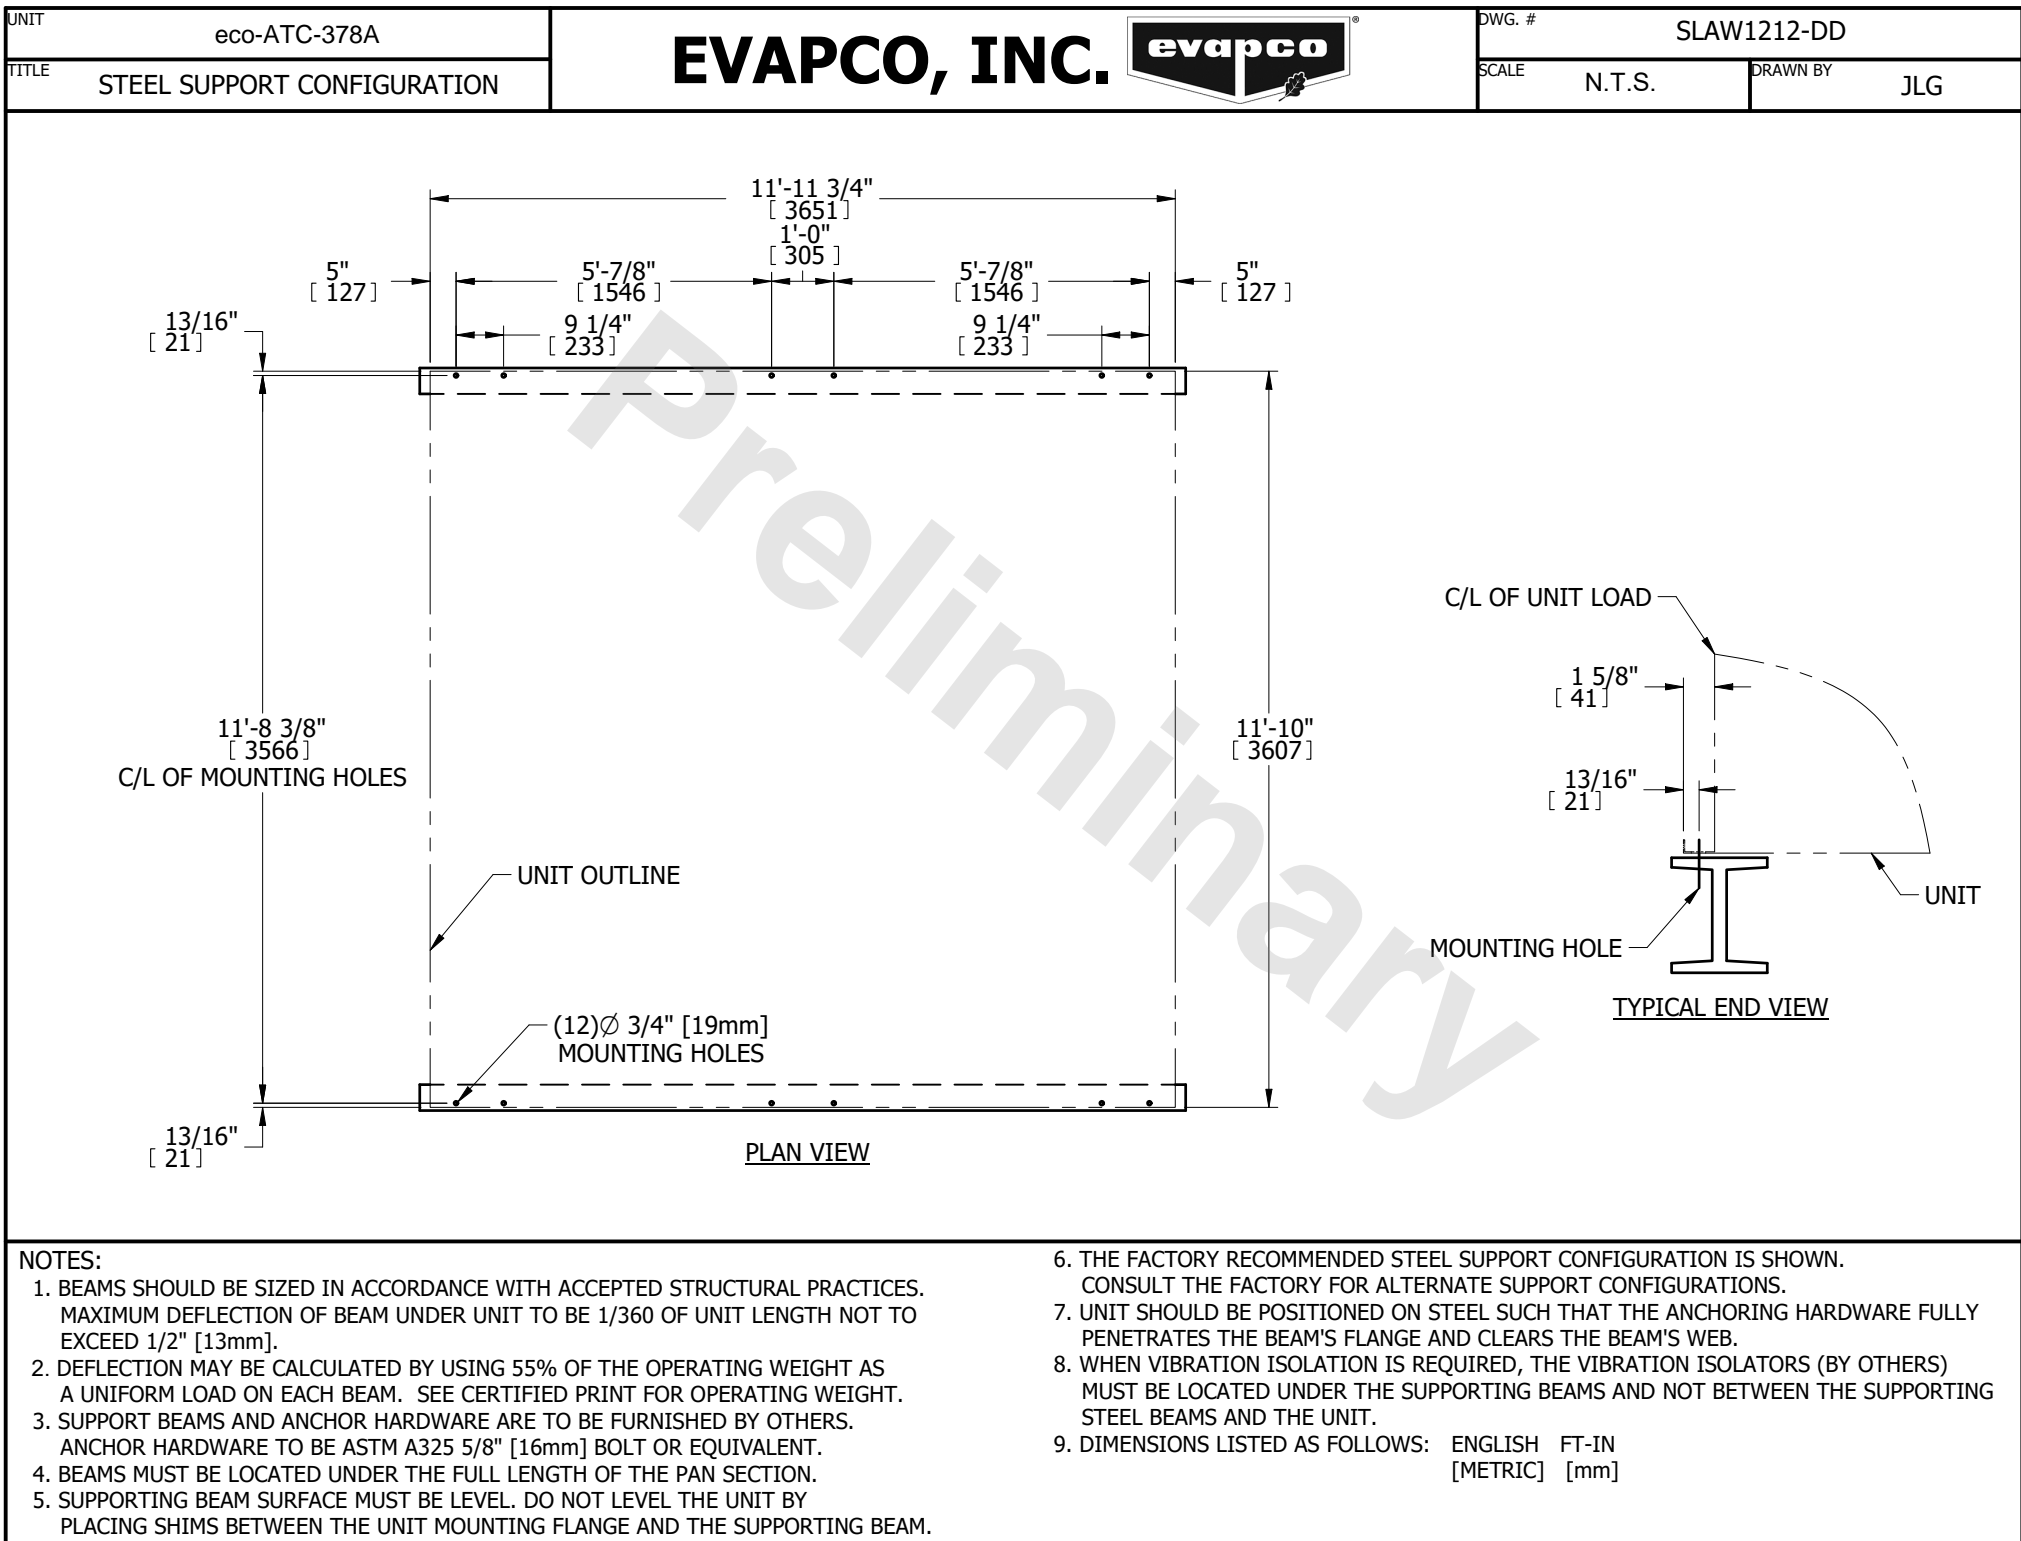 UNIT
eco-ATC-378A
TITLE
STEEL SUPPORT CONFIGURATION
EVAPCO, INC.
evapco
®
DWG. #
SLAW1212-DD
SCALE
N.T.S.
DRAWN BY
JLG
11'-11 3/4"
[ 3651]
1'-0"
[ 305 ]
5"
[ 127]
5'-7/8"
[ 1546 ]
5'-7/8"
[ 1546 ]
5"
[ 127 ]
13/16"
[ 21]
9 1/4"
[ 233]
9 1/4"
[ 233 ]
Preliminary
C/L OF UNIT LOAD
1 5/8"
[ 41]
11'-8 3/8"
[ 3566]
C/L OF MOUNTING HOLES
11'-10"
[ 3607]
13/16"
[ 21]
UNIT OUTLINE
UNIT
MOUNTING HOLE
TYPICAL END VIEW
(12)∅ 3/4" [19mm]
MOUNTING HOLES
13/16"
[ 21]
PLAN VIEW
NOTES:
1. BEAMS SHOULD BE SIZED IN ACCORDANCE WITH ACCEPTED STRUCTURAL PRACTICES.
MAXIMUM DEFLECTION OF BEAM UNDER UNIT TO BE 1/360 OF UNIT LENGTH NOT TO
EXCEED 1/2" [13mm].
2. DEFLECTION MAY BE CALCULATED BY USING 55% OF THE OPERATING WEIGHT AS
A UNIFORM LOAD ON EACH BEAM. SEE CERTIFIED PRINT FOR OPERATING WEIGHT.
3. SUPPORT BEAMS AND ANCHOR HARDWARE ARE TO BE FURNISHED BY OTHERS.
ANCHOR HARDWARE TO BE ASTM A325 5/8" [16mm] BOLT OR EQUIVALENT.
4. BEAMS MUST BE LOCATED UNDER THE FULL LENGTH OF THE PAN SECTION.
5. SUPPORTING BEAM SURFACE MUST BE LEVEL. DO NOT LEVEL THE UNIT BY
PLACING SHIMS BETWEEN THE UNIT MOUNTING FLANGE AND THE SUPPORTING BEAM.
6. THE FACTORY RECOMMENDED STEEL SUPPORT CONFIGURATION IS SHOWN.
CONSULT THE FACTORY FOR ALTERNATE SUPPORT CONFIGURATIONS.
7. UNIT SHOULD BE POSITIONED ON STEEL SUCH THAT THE ANCHORING HARDWARE FULLY
PENETRATES THE BEAM'S FLANGE AND CLEARS THE BEAM'S WEB.
8. WHEN VIBRATION ISOLATION IS REQUIRED, THE VIBRATION ISOLATORS (BY OTHERS)
MUST BE LOCATED UNDER THE SUPPORTING BEAMS AND NOT BETWEEN THE SUPPORTING
STEEL BEAMS AND THE UNIT.
9. DIMENSIONS LISTED AS FOLLOWS: ENGLISH FT-IN
[METRIC] [mm]